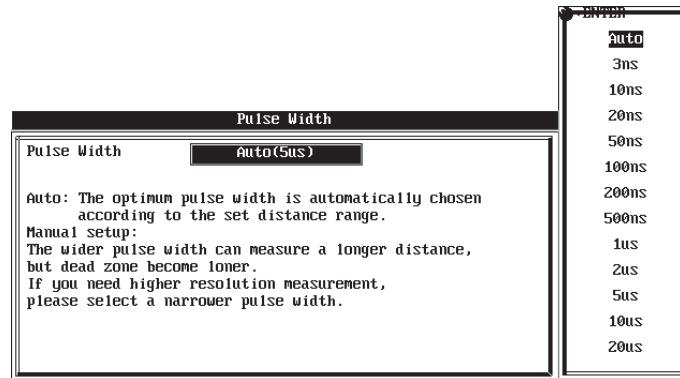 Pulse Width
Pulse Width Auto(5us)
Auto: The optimum pulse width is automatically chosen
according to the set distance range.
Manual setup:
The wider pulse width can measure a longer distance,
but dead zone become loner.
If you need higher resolution measurement,
please select a narrower pulse width.
ENTER
Auto
3ns
10ns
20ns
50ns
100ns
200ns
500ns
1us
2us
5us
10us
20us